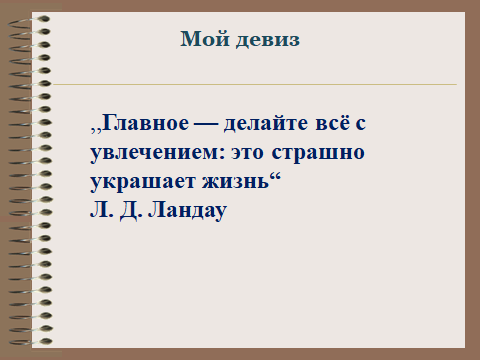 Мой девиз
,,Главное — делайте всё с
увлечением: это страшно
украшает жизнь“
Л. Д. Ландау